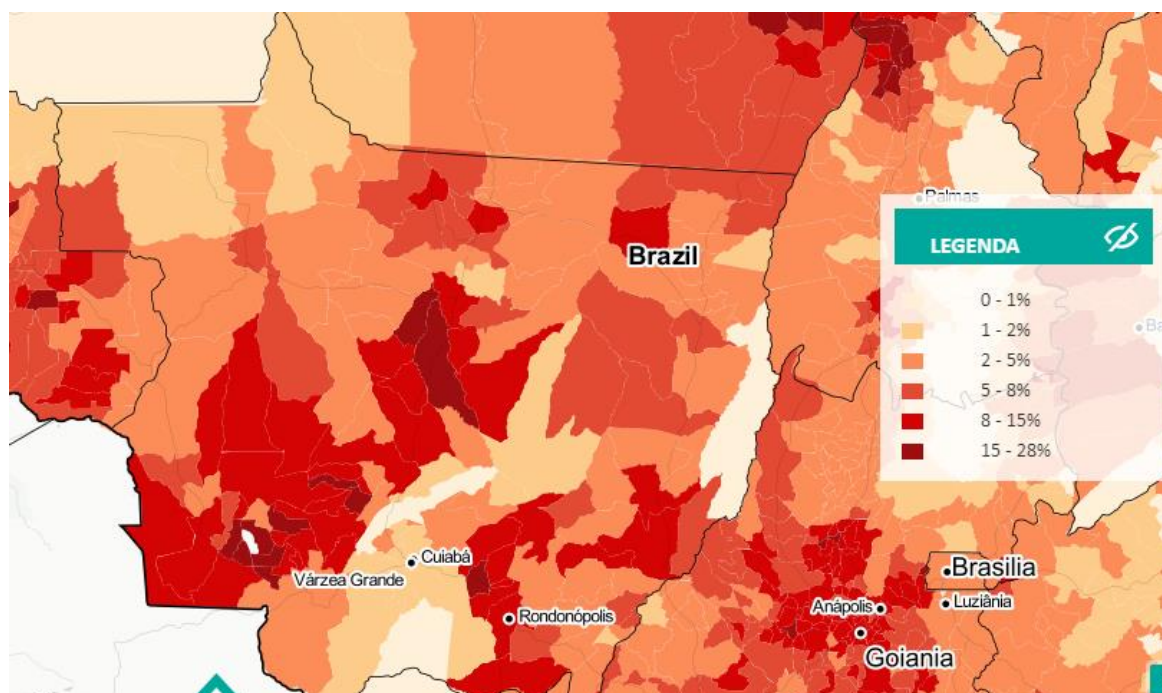 Palmas
LEGENDA
Brazil
0 - 1%
1 - 2%
2 - 5%
5 - 8%
8 - 15%
15 - 28%
Cuíabá
Várzea Grande
Brasilia
Anápolis
Luziânia
Rondonópolis
Goiania